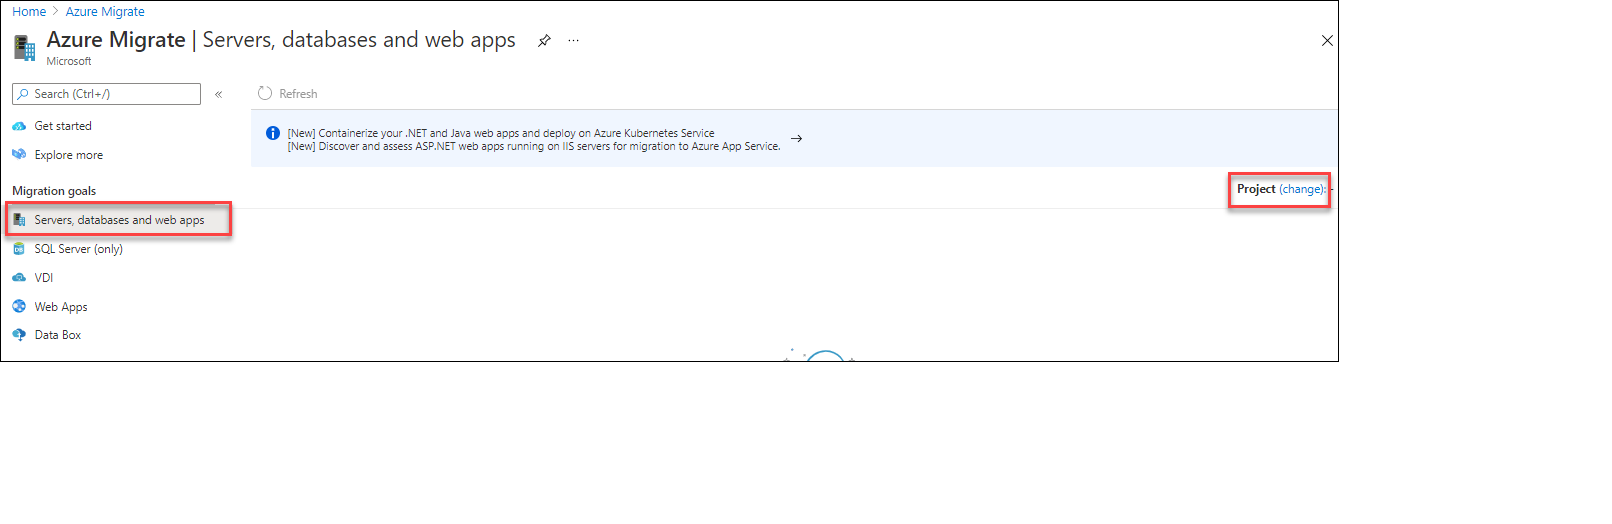 Home > Azure Migrate
Azure Migrate | Servers, databases and web apps ...
Microsoft
Search (Ctrl+/) «
Refresh
Get started
Explore more
[New] Containerize your .NET and Java web apps and deploy on Azure Kubernetes Service
[New] Discover and assess ASP.NET web apps running on IIS servers for migration to Azure App Service. →
Migration goals
Project (change): -
Servers, databases and web apps
SQL Server (only)
VDI
Web Apps
Data Box